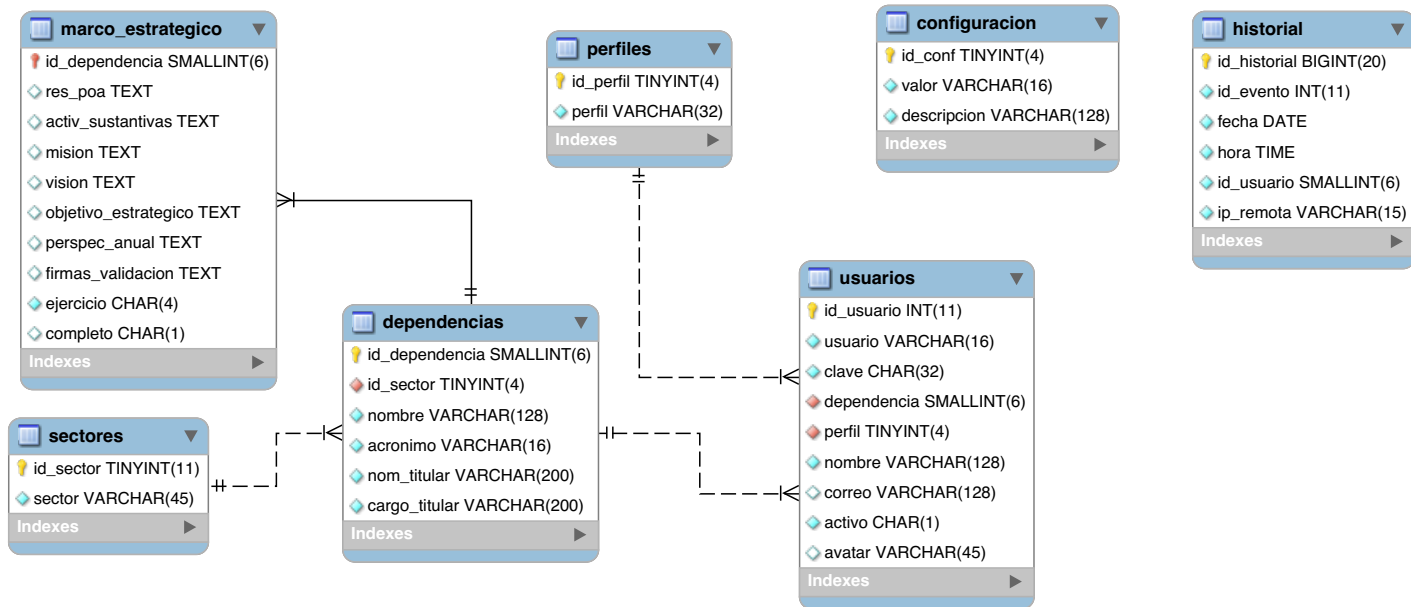 marco_estrategico
id_dependencia SMALLINT(6)
res_poa TEXT
activ_sustantivas TEXT
mision TEXT
vision TEXT
objetivo_estrategico TEXT
perspec_anual TEXT
firmas_validacion TEXT
ejercicio CHAR(4)
completo CHAR(1)
Indexes
perfiles
id_perfil TINYINT(4)
perfil VARCHAR(32)
Indexes
configuracion
id_conf TINYINT(4)
valor VARCHAR(16)
descripcion VARCHAR(128)
Indexes
historial
id_historial BIGINT(20)
id_evento INT(11)
fecha DATE
hora TIME
id_usuario SMALLINT(6)
ip_remota VARCHAR(15)
Indexes
sectores
id_sector TINYINT(11)
sector VARCHAR(45)
Indexes
dependencias
id_dependencia SMALLINT(6)
id_sector TINYINT(4)
nombre VARCHAR(128)
acronimo VARCHAR(16)
nom_titular VARCHAR(200)
cargo_titular VARCHAR(200)
Indexes
usuarios
id_usuario INT(11)
usuario VARCHAR(16)
clave CHAR(32)
dependencia SMALLINT(6)
perfil TINYINT(4)
nombre VARCHAR(128)
correo VARCHAR(128)
activo CHAR(1)
avatar VARCHAR(45)
Indexes